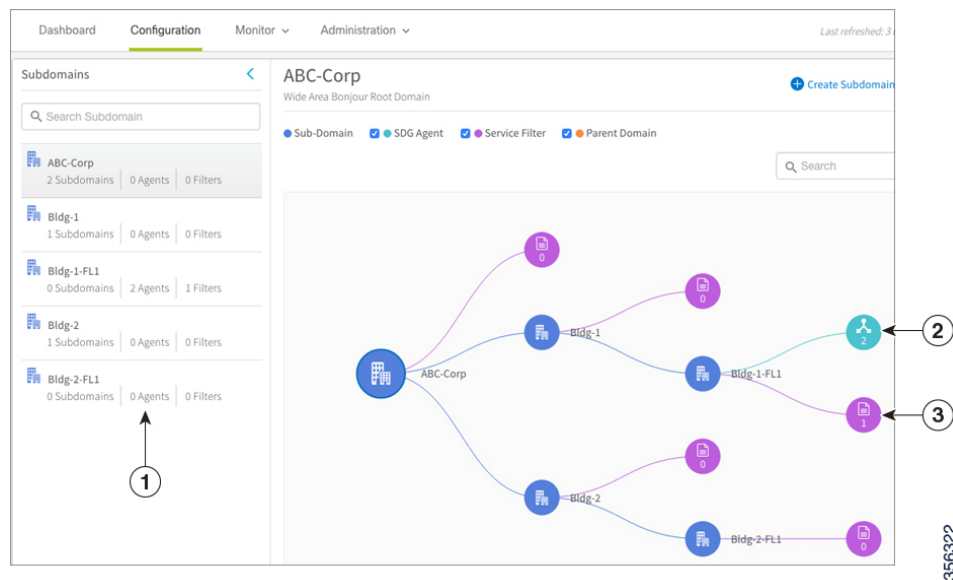 Dashboard Configuration Monitor Administration Last refreshed: 3
Subdomains
Search Subdomain
ABC-Corp
2 Subdomains 0 Agents 0 Filters
Bldg-1
1 Subdomains 0 Agents 0 Filters
Bldg-1-FL1
0 Subdomains 2 Agents 1 Filters
Bldg-2
1 Subdomains 0 Agents 0 Filters
Bldg-2-FL1
0 Subdomains 0 Agents 0 Filters
1
ABC-Corp
Wide Area Bonjour Root Domain
Create Subdomain
Sub-Domain SDG Agent Service Filter Parent Domain
Search
0
0
Bldg-1
2
2
ABC-Corp
Bldg-1-FL1
1
3
0
Bldg-2
Bldg-2-FL1
0
356322